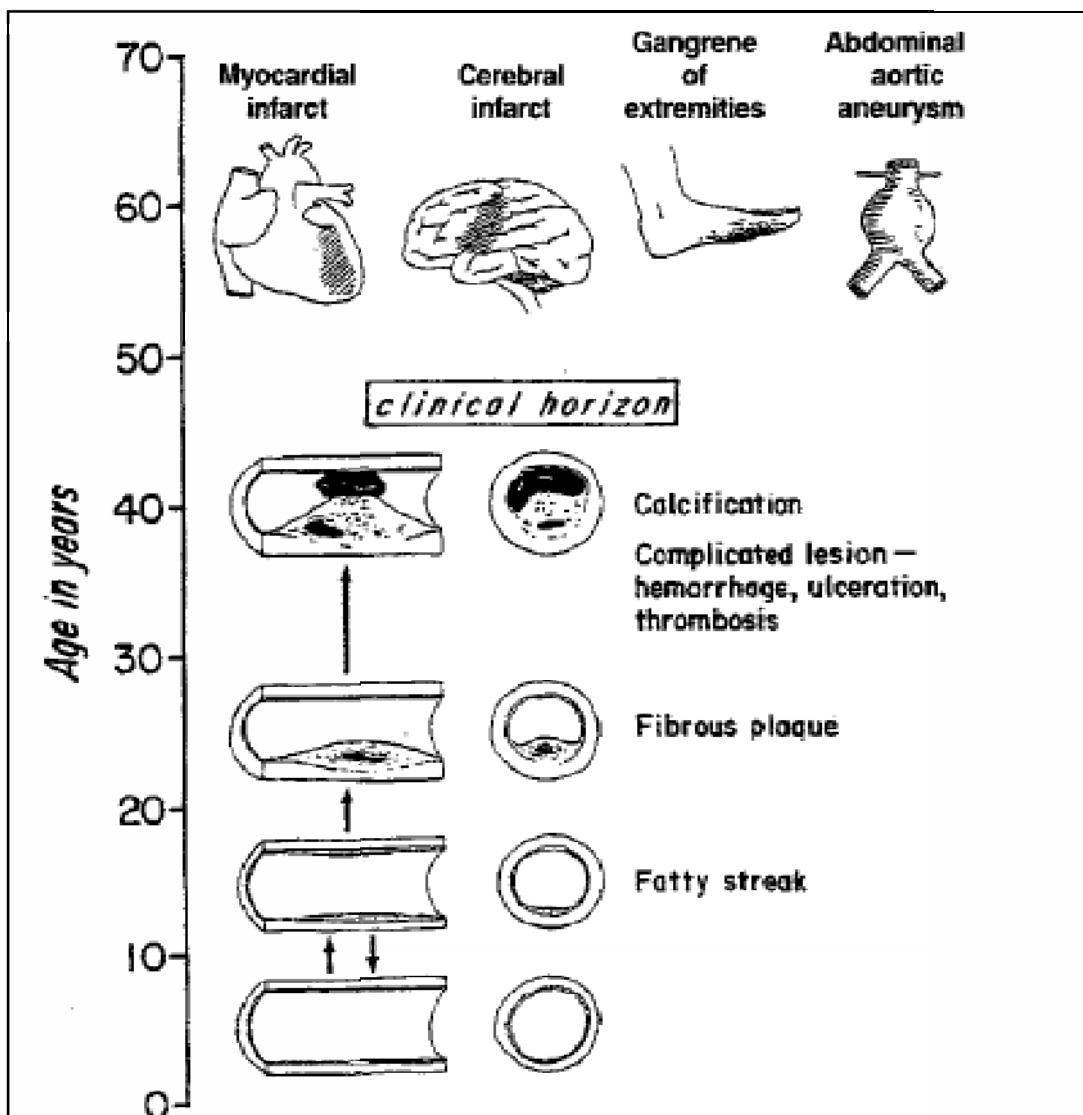 70
Myocardial
infarct
Cerebral
infarct
Gangrene
of
extremities
Abdominal
aortic
aneurysm
60
50
clinical horizon
Age in years
40
Calcification
Complicated lesion —
hemorrhage, ulceration,
thrombosis
30
Fibrous plaque
20
Fatty streak
10
0